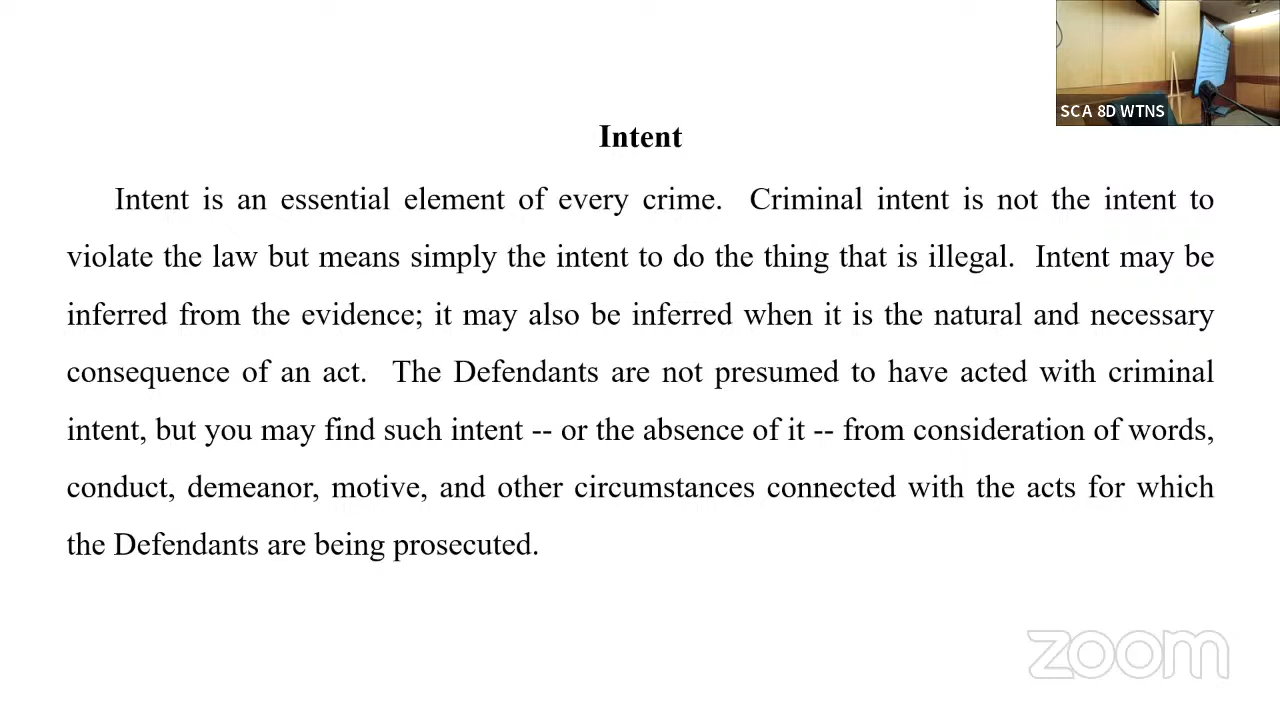 SCA 8D WTNS
Intent
Intent is an essential element of every crime.  Criminal intent is not the intent to
violate the law but means simply the intent to do the thing that is illegal.  Intent may be
inferred from the evidence; it may also be inferred when it is the natural and necessary
consequence of an act.  The Defendants are not presumed to have acted with criminal
intent, but you may find such intent -- or the absence of it -- from consideration of words,
conduct, demeanor, motive, and other circumstances connected with the acts for which
the Defendants are being prosecuted.
zoom